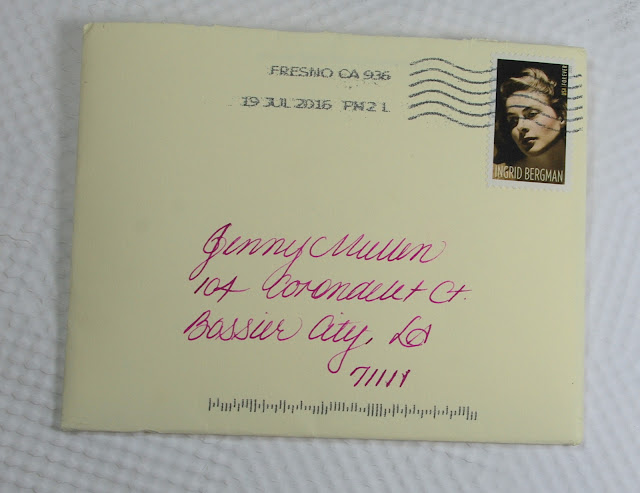 FRESNO CA 936
19 JUL 2016 PM 2 L
USA FOREVER
INGRID BERGMAN
Jenny Mullen
104 Corondelet Ct.
Bossier City, LA
71111